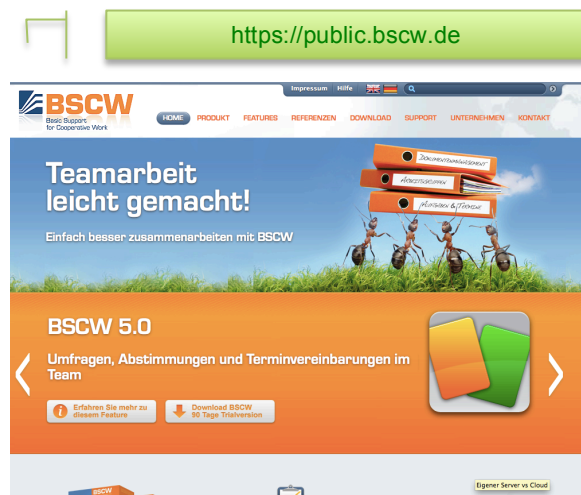 https://public.bscw.de
Impressum Hilfe
BSCW
Basic Support
for Cooperative Work
HOME PRODUKT FEATURES REFERENZEN DOWNLOAD SUPPORT UNTERNEHMEN KONTAKT
Teamarbeit
leicht gemacht!
Einfach besser zusammenarbeiten mit BSCW
DOKUMENTENMANAGEMENT
ARBEITSGRUPPEN
AUFGABEN & TERMINE
BSCW 5.0
Umfragen, Abstimmungen und Terminvereinbarungen im
Team
Erfahren Sie mehr zu
diesem Feature
Download BSCW
90 Tage Trialversion
BSCW
Eigener Server vs Cloud